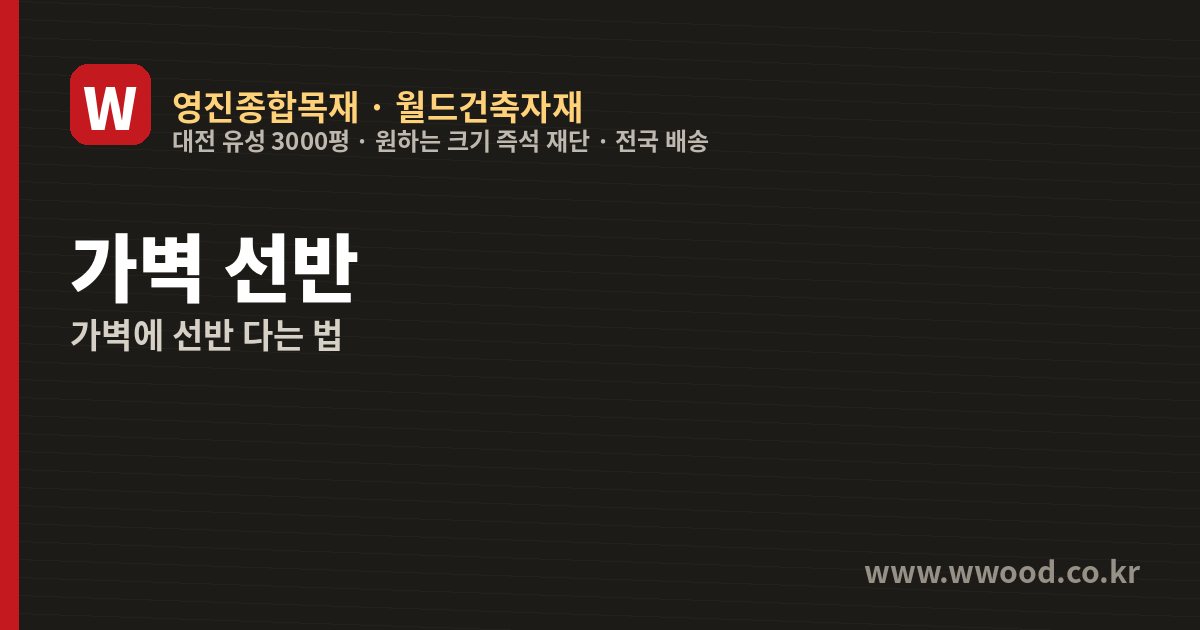 W
영진종합목재 · 월드건축자재
대전 유성 3000평 · 원하는 크기 즉석 재단 · 전국 배송
가벽 선반
가벽에 선반 다는 법
www.wwood.co.kr